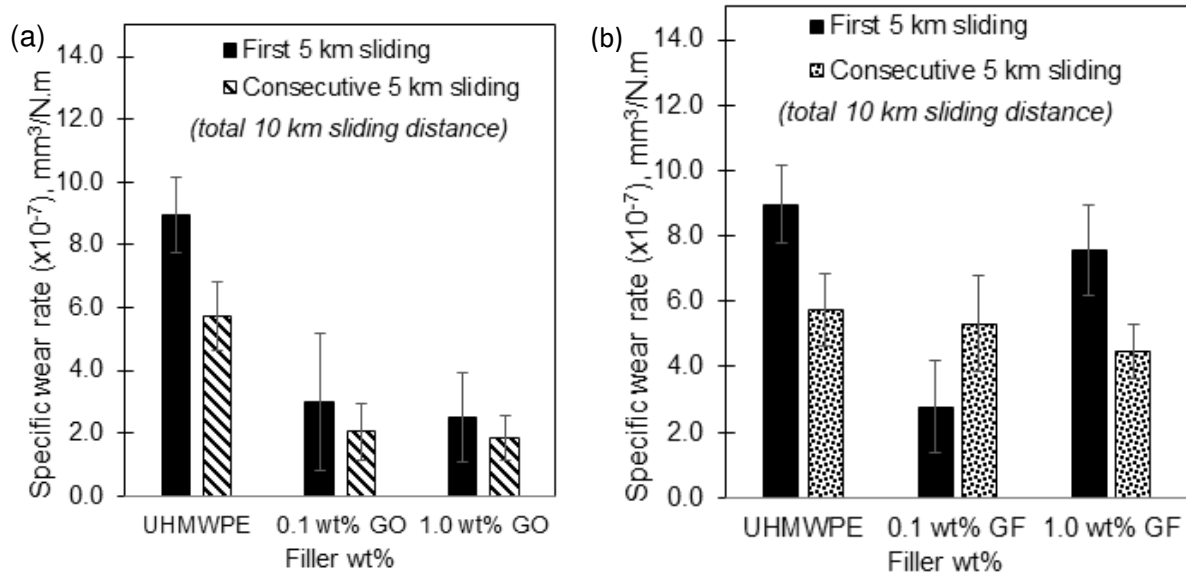 (a)
Specific wear rate (x10⁻⁷), mm³/N.m
14.0
12.0
10.0
8.0
6.0
4.0
2.0
0.0
First 5 km sliding
Consecutive 5 km sliding
(total 10 km sliding distance)
UHMWPE 0.1 wt% GO 1.0 wt% GO
Filler wt%
(b)
Specific wear rate (x10⁻⁷), mm³/N.m
14.0
12.0
10.0
8.0
6.0
4.0
2.0
0.0
First 5 km sliding
Consecutive 5 km sliding
(total 10 km sliding distance)
UHMWPE 0.1 wt% GF 1.0 wt% GF
Filler wt%